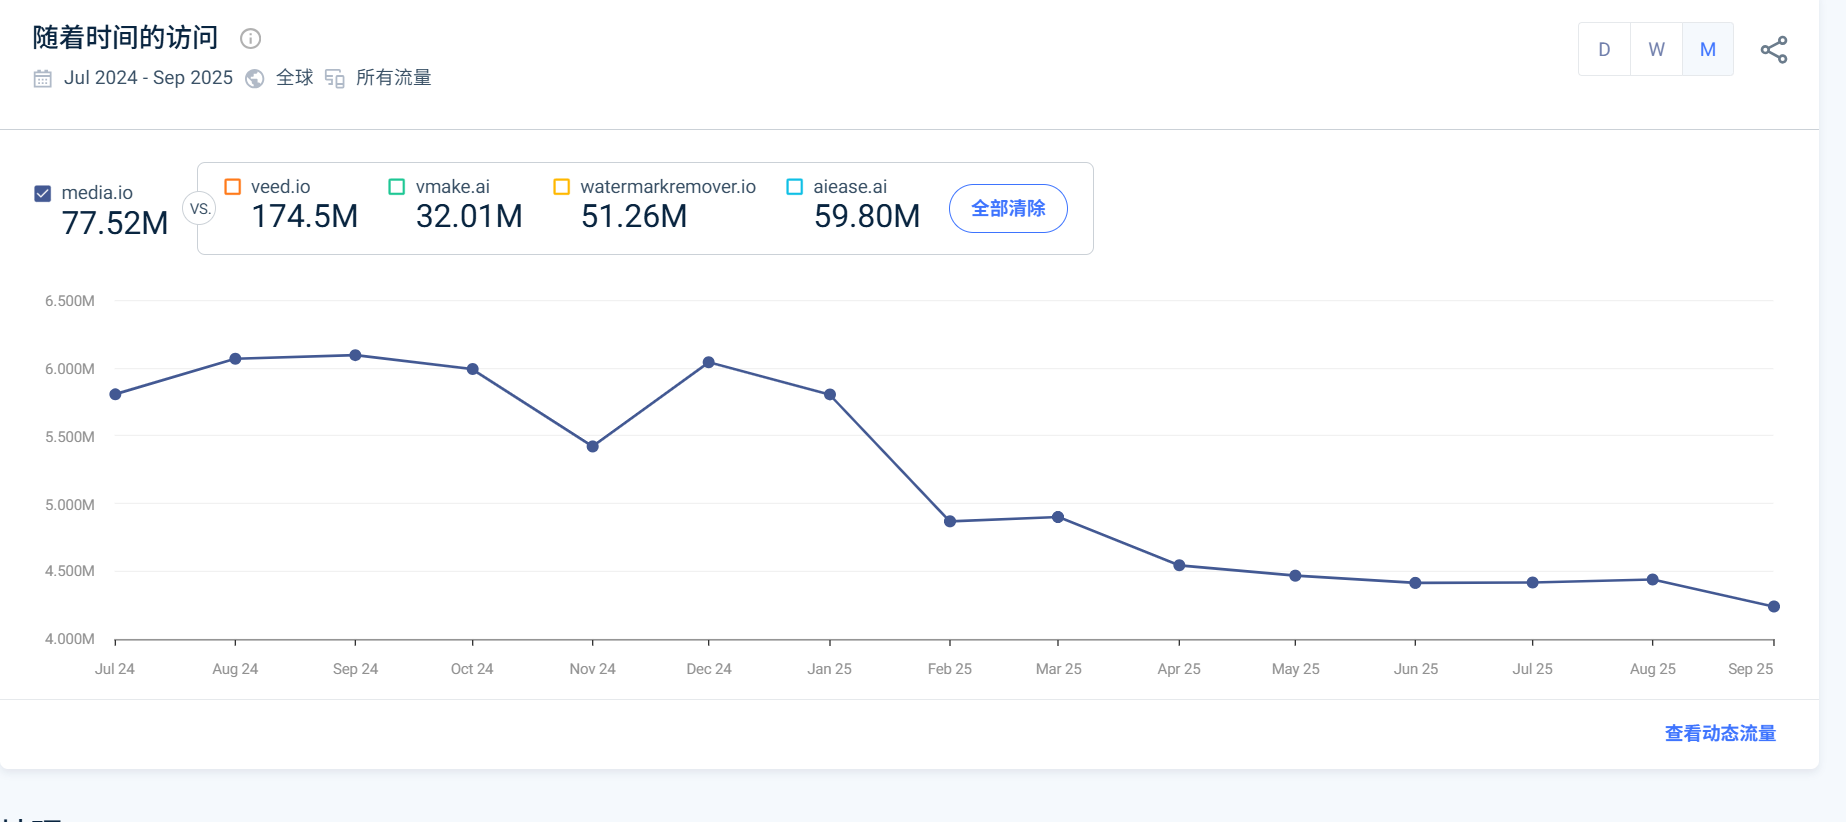 随着时间的访问
Jul 2024 - Sep 2025 全球 所有流量
D W M
media.io
77.52M
VS.
veed.io
174.5M
vmake.ai
32.01M
watermarkremover.io
51.26M
aiease.ai
59.80M
全部清除
6.500M
6.000M
5.500M
5.000M
4.500M
4.000M
Jul 24 Aug 24 Sep 24 Oct 24 Nov 24 Dec 24 Jan 25 Feb 25 Mar 25 Apr 25 May 25 Jun 25 Jul 25 Aug 25 Sep 25
查看动态流量